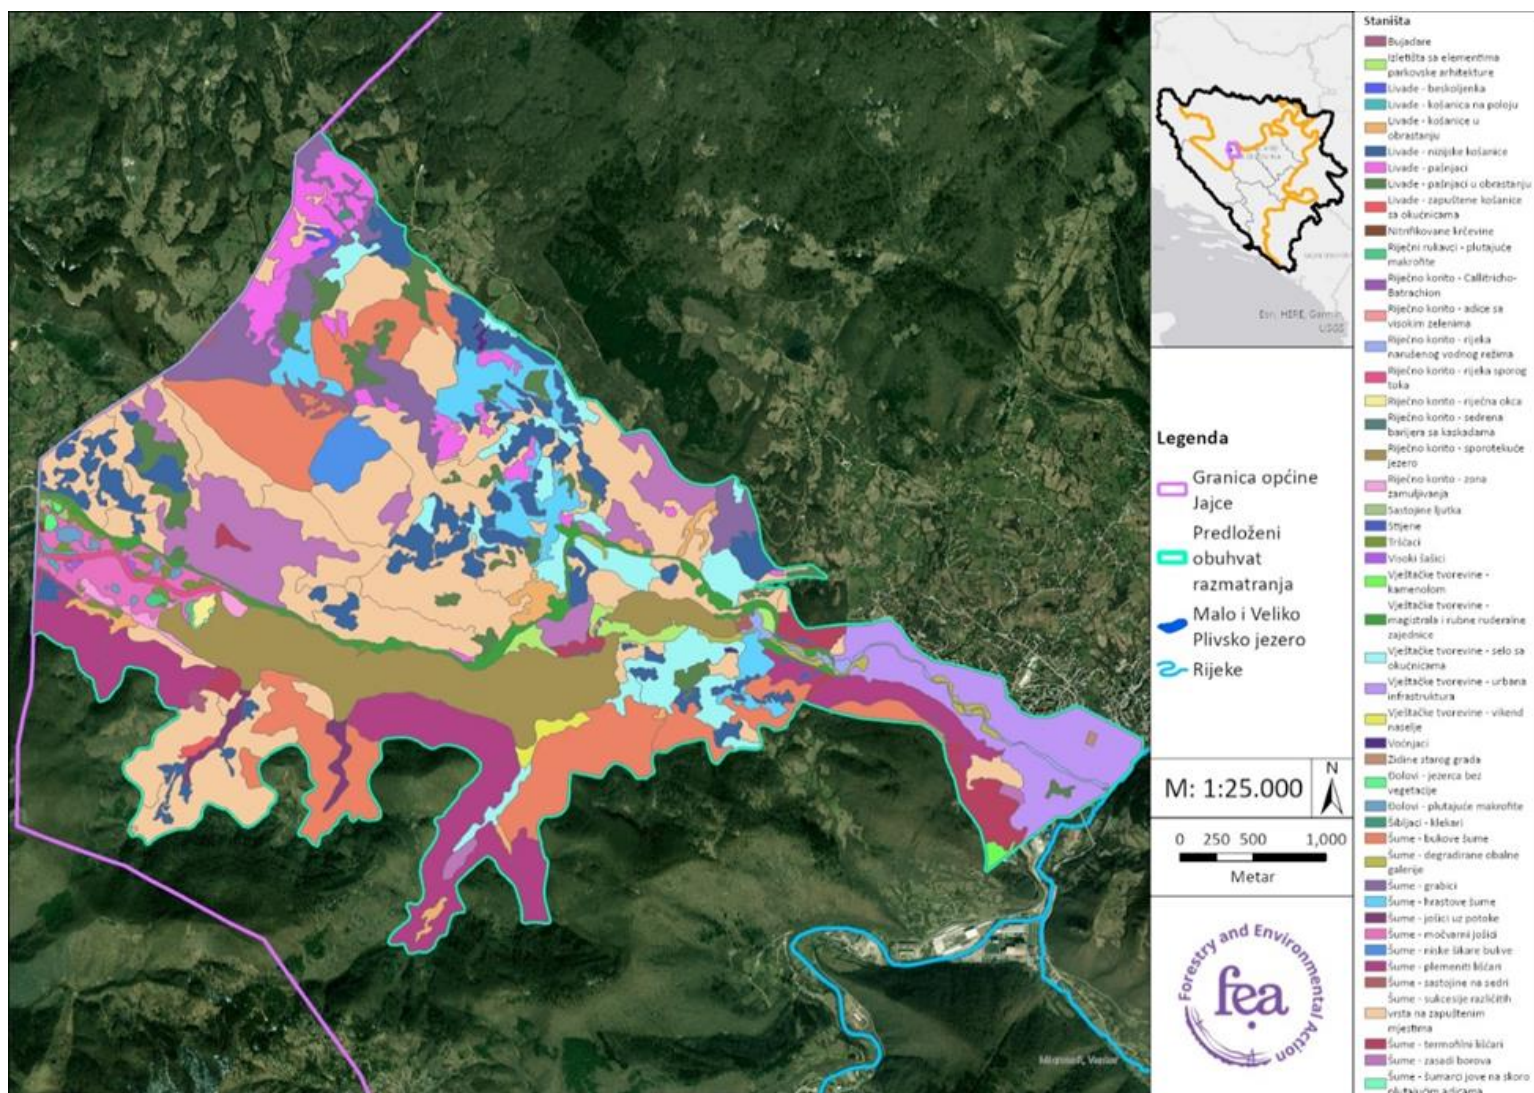 Esri, HERE, Garmin,
USGS
Legenda
Granica općine
Jajce
Predloženi
obuhvat
razmatranja
Malo i Veliko
Plivsko jezero
Rijeke
M: 1:25.000
N
0 250 500 1,000
Metar
Forestry and Environmental Action
fea
Staništa
Bujadare
Izletišta sa elementima
parkovske arhitekture
Livade - beskoljenka
Livade - košanica na poloju
Livade - košanice u
obrastanju
Livade - nizijske košanice
Livade - pašnjaci
Livade - pašnjaci u obrastanju
Livade - zapuštene košanice
sa okućnicama
Nitrifikovane krčevine
Riječni rukavci - plutajuće
makrofite
Riječno korito - Callitricho-
Batrachion
Riječno korito - adice sa
visokim zelenima
Riječno korito - rijeka
narušenog vodnog režima
Riječno korito - rijeka sporog
toka
Riječno korito - riječna okca
Riječno korito - sedrena
barijera sa kaskadama
Riječno korito - sporotekuće
jezero
Riječno korito - zona
zamuljivanja
Sastojine ljutka
Stijene
Trščaci
Visoki šašici
Vještačke tvorevine -
kamenolom
Vještačke tvorevine -
magistrala i rubne ruderalne
zajednice
Vještačke tvorevine - selo sa
okućnicama
Vještačke tvorevine - urbana
infrastruktura
Vještačke tvorevine - vikend
naselje
Voćnjaci
Zidine starog grada
Đolovi - jezerca bez
vegetacije
Đolovi - plutajuće makrofite
Šibljaci - klekari
Šume - bukove šume
Šume - degradirane obalne
galerije
Šume - grabici
Šume - hrastove šume
Šume - jošici uz potoke
Šume - močvarni jošici
Šume - niske šikare bukve
Šume - plemeniti lišćari
Šume - sastojine na sedri
Šume - sukcesije različitih
vrsta na zapuštenim
mjestima
Šume - termofilni lišćari
Šume - zasadi borova
Šume - šumarci jove na skoro
plutajućim adicama
Microsoft, Vexcel